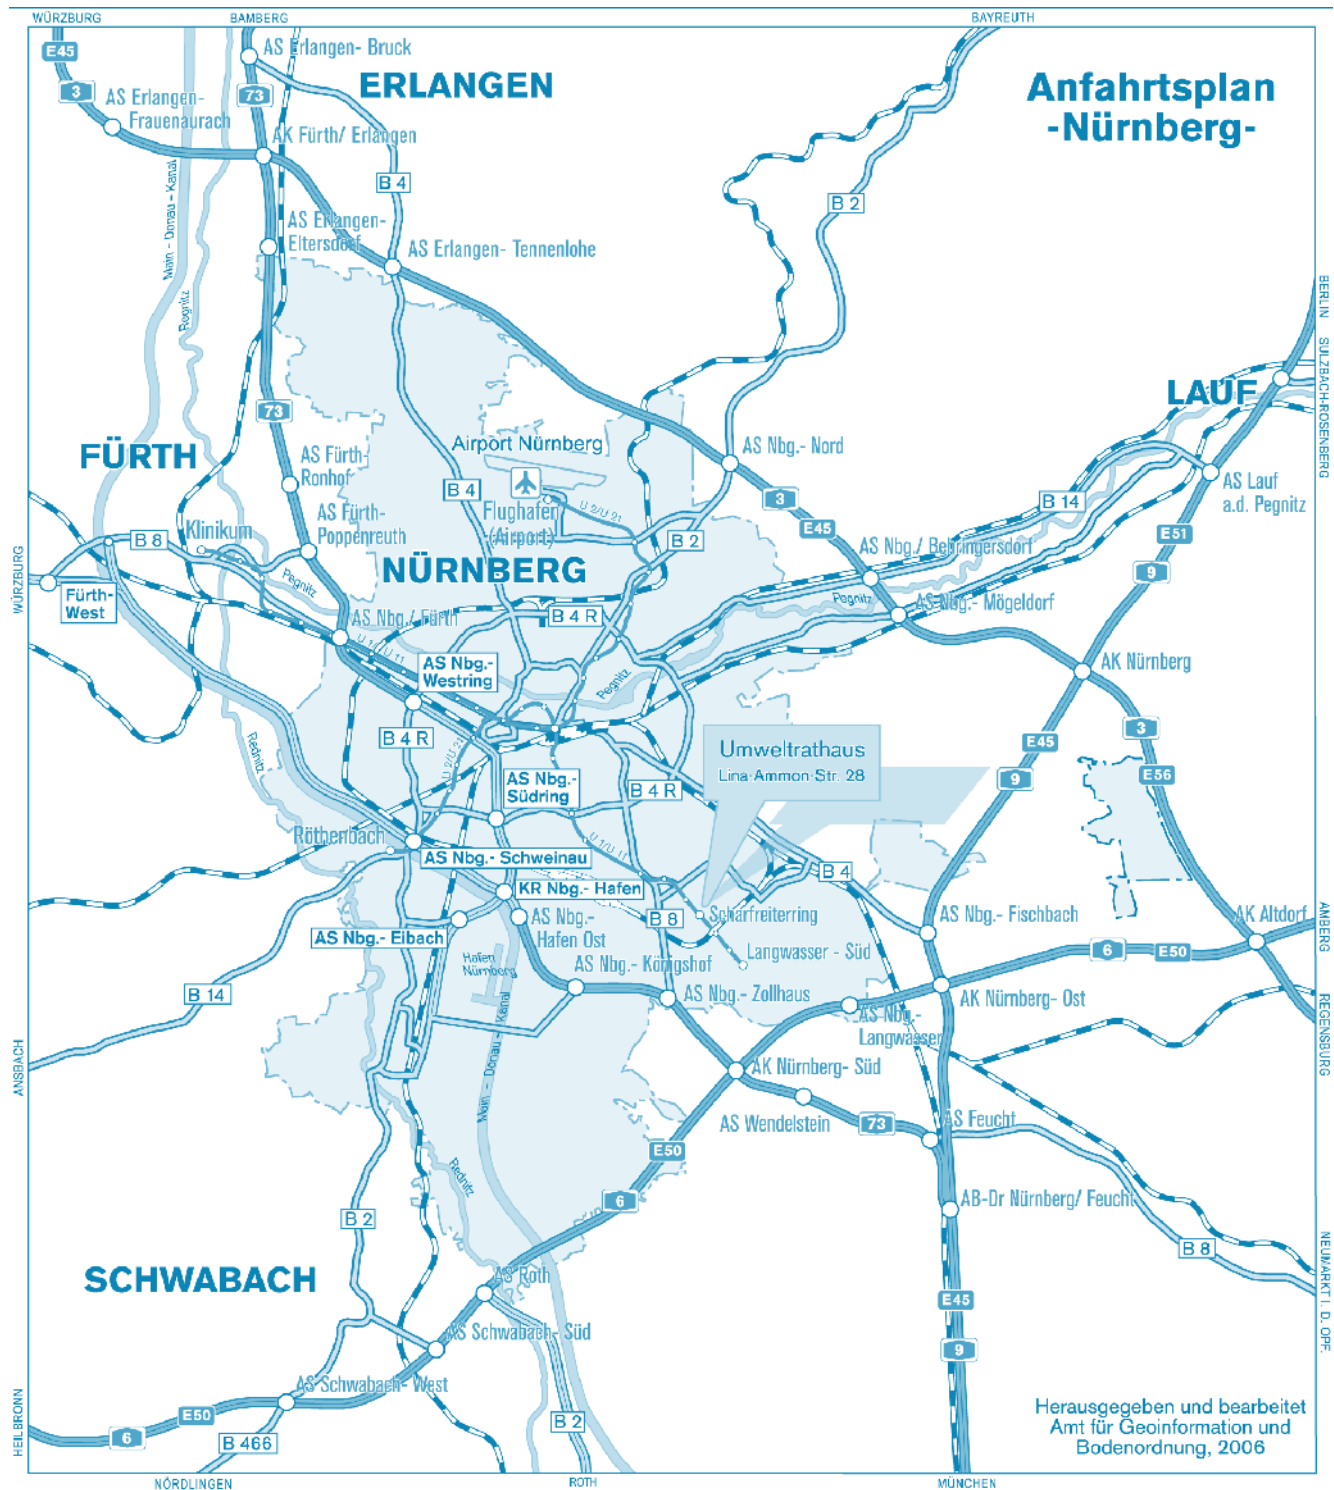 WÜRZBURG
BAMBERG
BAYREUTH
E45
3
AS Erlangen-
Frauenaurach
AS Erlangen- Bruck
73
ERLANGEN
Anfahrtsplan
-Nürnberg-
AK Fürth/ Erlangen
B 4
B 2
Main - Donau - Kanal
Regnitz
AS Erlangen-
Eltersdorf
AS Erlangen- Tennenlohe
BERLIN
SULZBACH-ROSENBERG
LAUF
73
FÜRTH
AS Fürth-
Ronhof
Airport Nürnberg
AS Nbg.- Nord
B 4
Flughafen
(Airport)
U 2/U 21
3
E45
B 14
AS Lauf
a.d. Pegnitz
AS Fürth-
Poppenreuth
Klinikum
B 8
B 2
E51
9
WÜRZBURG
Fürth-
West
Pegnitz
NÜRNBERG
AS Nbg./ Behringersdorf
Pegnitz
AS Nbg.- Mögeldorf
B 4 R
AS Nbg./ Fürth
U 1/U 11
AS Nbg.-
Westring
Pegnitz
AK Nürnberg
B 4 R
U 2/U 21
Rednitz
3
E45
9
E56
Umweltrathaus
Lina-Ammon-Str. 28
AS Nbg.-
Südring
B 4 R
Röthenbach
U 1/U 11
AS Nbg.- Schweinau
B 4
KR Nbg.- Hafen
AS Nbg.-
Hafen Ost
B 8
Scharfreiterring
AS Nbg.- Fischbach
AK Altdorf
AMBERG
AS Nbg.- Eibach
Hafen
Nürnberg
Langwasser - Süd
6
E50
AS Nbg.- Königshof
B 14
AS Nbg.- Zollhaus
AK Nürnberg- Ost
AS Nbg.-
Langwasser
REGENSBURG
ANSBACH
Main - Donau - Kanal
AK Nürnberg- Süd
AS Wendelstein
73
AS Feucht
E50
Rednitz
6
AB-Dr Nürnberg/ Feucht
B 2
B 8
NEUMARKT I. D. OPF.
SCHWABACH
AS Roth
E45
AS Schwabach- Süd
9
AS Schwabach- West
HEILBRONN
E50
6
B 466
B 2
Herausgegeben und bearbeitet
Amt für Geoinformation und
Bodenordnung, 2006
NÖRDLINGEN
ROTH
MÜNCHEN